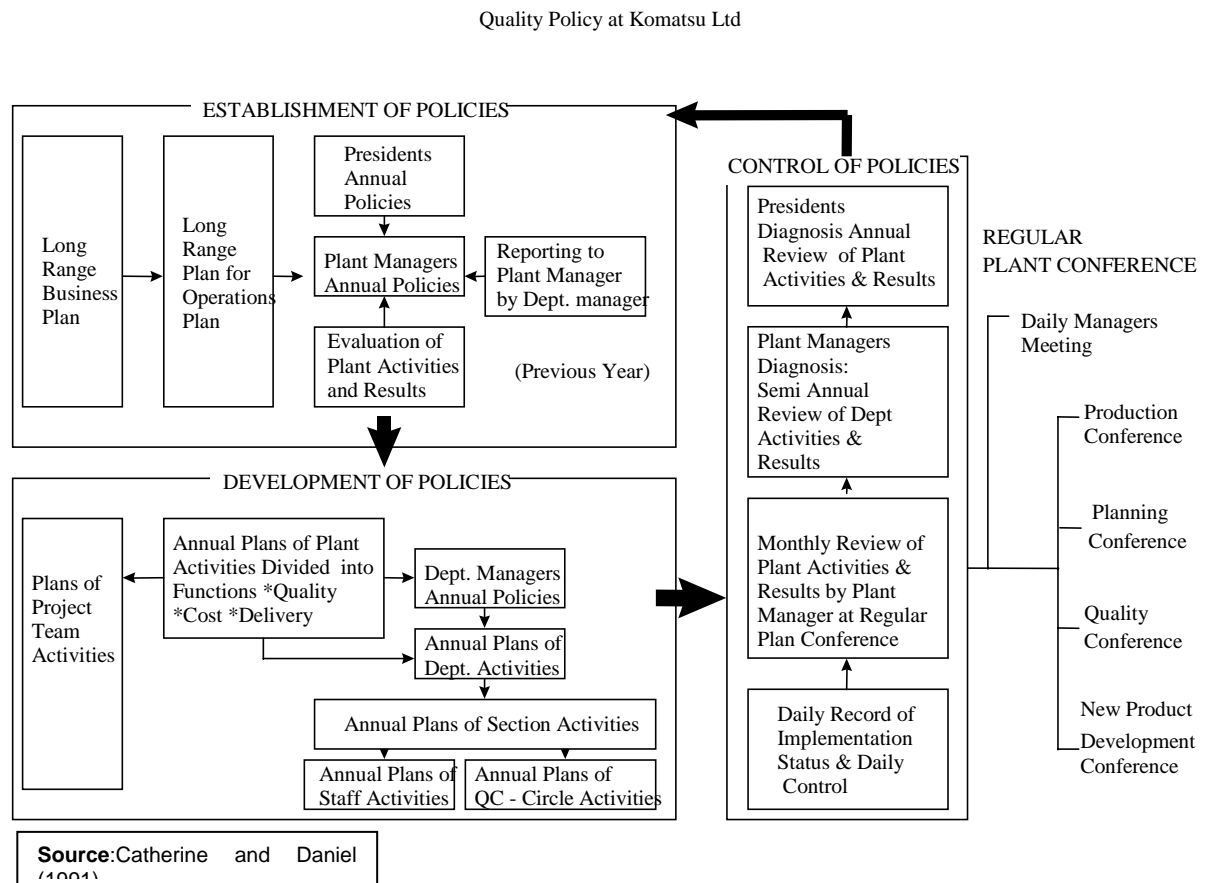 Quality Policy at Komatsu Ltd
ESTABLISHMENT OF POLICIES
Long
Range
Business
Plan
Long
Range
Plan for
Operations
Plan
Presidents
Annual
Policies
Plant Managers
Annual Policies
Reporting to
Plant Manager
by Dept. manager
Evaluation of
Plant Activities
and Results
(Previous Year)
DEVELOPMENT OF POLICIES
Plans of
Project
Team
Activities
Annual Plans of Plant
Activities Divided into
Functions *Quality
*Cost *Delivery
Dept. Managers
Annual Policies
Annual Plans of
Dept. Activities
Annual Plans of Section Activities
Annual Plans of
Staff Activities
Annual Plans of
QC - Circle Activities
CONTROL OF POLICIES
Presidents
Diagnosis Annual
Review of Plant
Activities & Results
Plant Managers
Diagnosis:
Semi Annual
Review of Dept
Activities &
Results
Monthly Review of
Plant Activities &
Results by Plant
Manager at Regular
Plan Conference
Daily Record of
Implementation
Status & Daily
Control
REGULAR
PLANT CONFERENCE
Daily Managers
Meeting
Production
Conference
Planning
Conference
Quality
Conference
New Product
Development
Conference
Source:Catherine and Daniel
(1991)